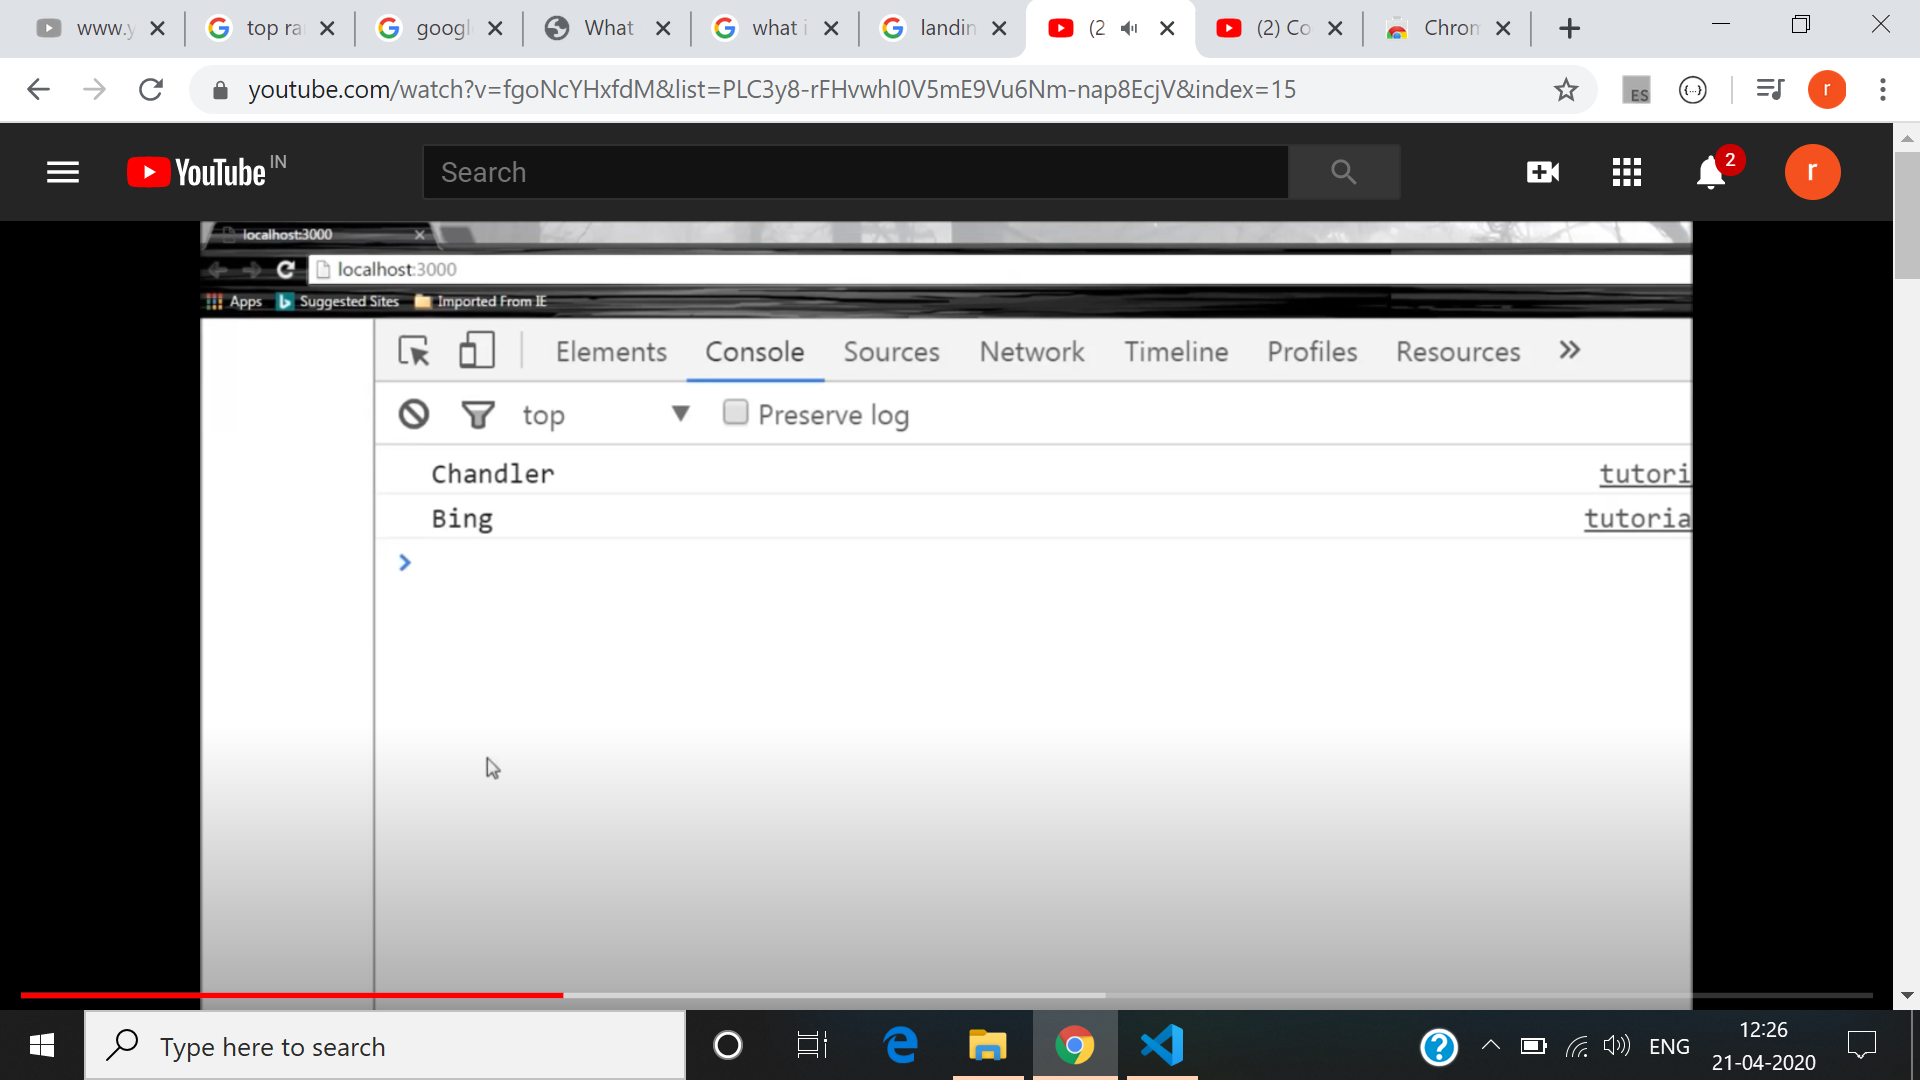 www.y
top ra
googl
What
what i
landin
(2
(2) Co
Chrom
youtube.com/watch?v=fgoNcYHxfdM&list=PLC3y8-rFHvwhI0V5mE9Vu6Nm-nap8EcjV&index=15
ES
{...}
r
YouTube IN
Search
2
r
localhost:3000
localhost:3000
Apps
Suggested Sites
Imported From IE
Elements Console Sources Network Timeline Profiles Resources »
top
Preserve log
Chandler tutori
Bing tutoria
Type here to search
ENG
12:26
21-04-2020